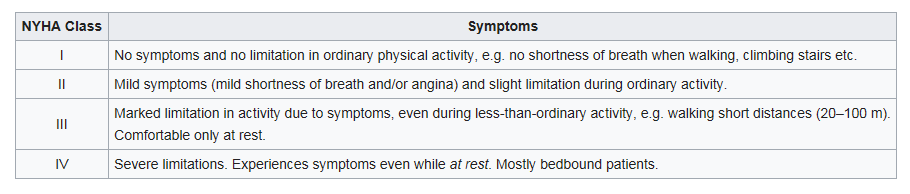 NYHA Class Symptoms
I No symptoms and no limitation in ordinary physical activity, e.g. no shortness of breath when walking, climbing stairs etc.
II Mild symptoms (mild shortness of breath and/or angina) and slight limitation during ordinary activity.
III Marked limitation in activity due to symptoms, even during less-than-ordinary activity, e.g. walking short distances (20–100 m).
Comfortable only at rest.
IV Severe limitations. Experiences symptoms even while at rest. Mostly bedbound patients.